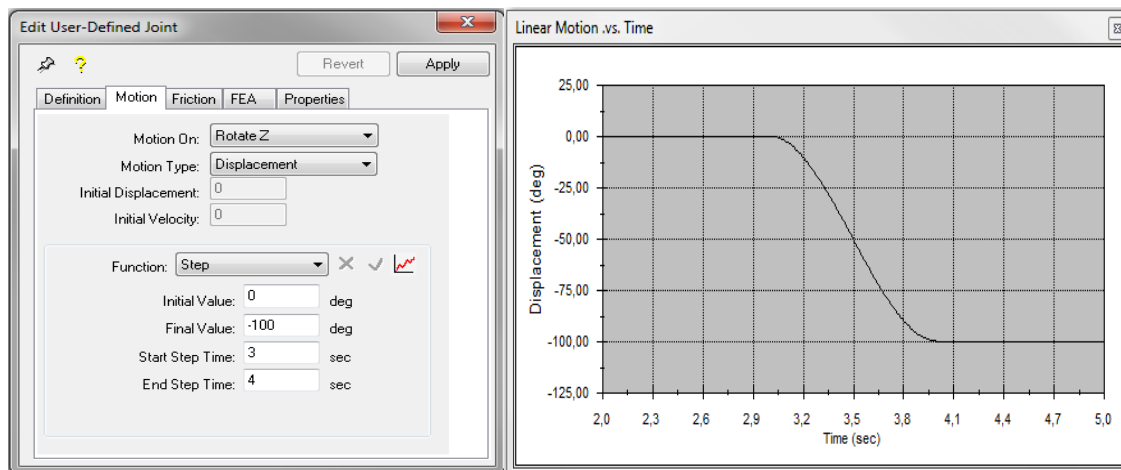 Edit User-Defined Joint
x
?
Revert Apply
Definition Motion Friction FEA Properties
Motion On: Rotate Z
Motion Type: Displacement
Initial Displacement: 0
Initial Velocity: 0
Function: Step
Initial Value: 0 deg
Final Value: -100 deg
Start Step Time: 3 sec
End Step Time: 4 sec
Linear Motion .vs. Time
Displacement (deg)
25,00
0,00
-25,00
-50,00
-75,00
-100,00
-125,00
2,0 2,3 2,6 2,9 3,2 3,5 3,8 4,1 4,4 4,7 5,0
Time (sec)